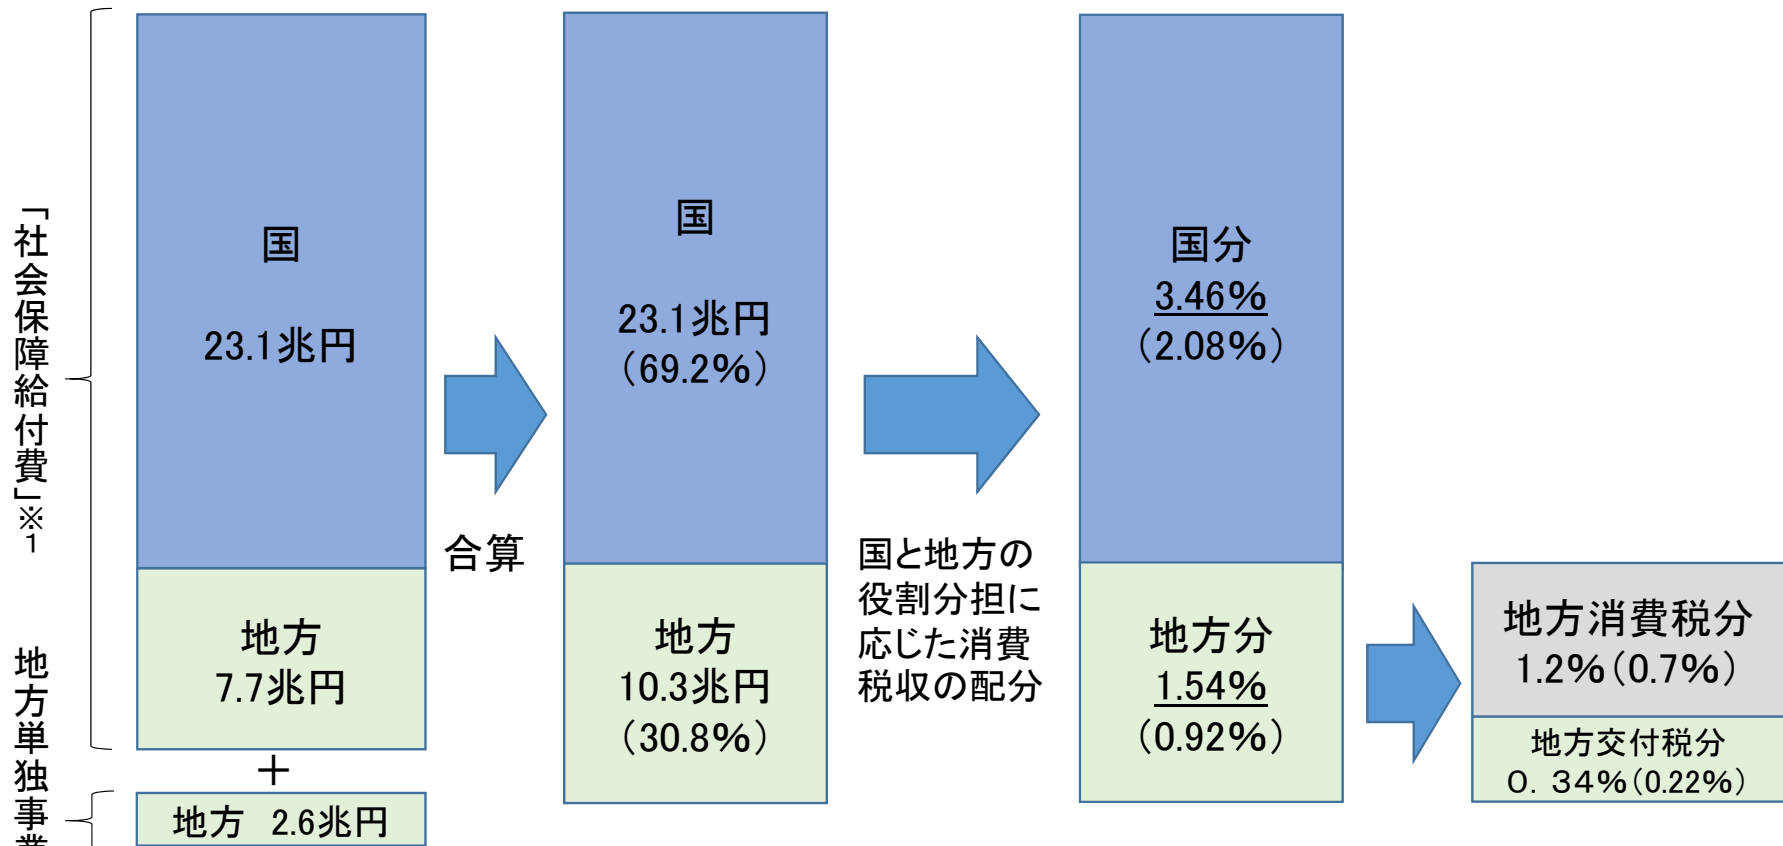 「社会保障給付費」※1
国
23.1兆円
地方
7.7兆円
+
地方単独事業
地方 2.6兆円
合算
国
23.1兆円
(69.2%)
地方
10.3兆円
(30.8%)
国と地方の
役割分担に
応じた消費
税収の配分
国分
3.46%
(2.08%)
地方分
1.54%
(0.92%)
地方消費税分
1.2%(0.7%)
地方交付税分
0.34%(0.22%)